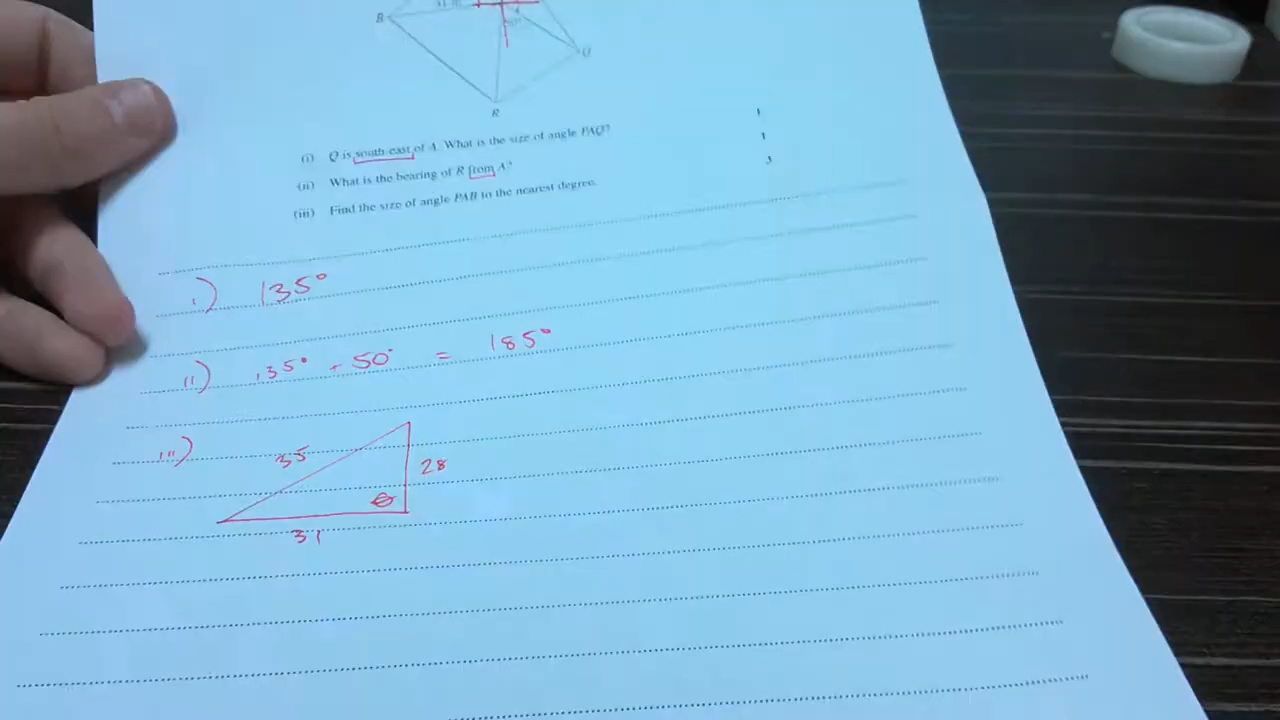 B
Q
R
(i) Q is south-east of A. What is the size of angle PAQ? 1
(ii) What is the bearing of R from A? 1
(iii) Find the size of angle PAB to the nearest degree. 3
i) 135°
ii) 135° + 50° = 185°
iii) 35
28
θ
31